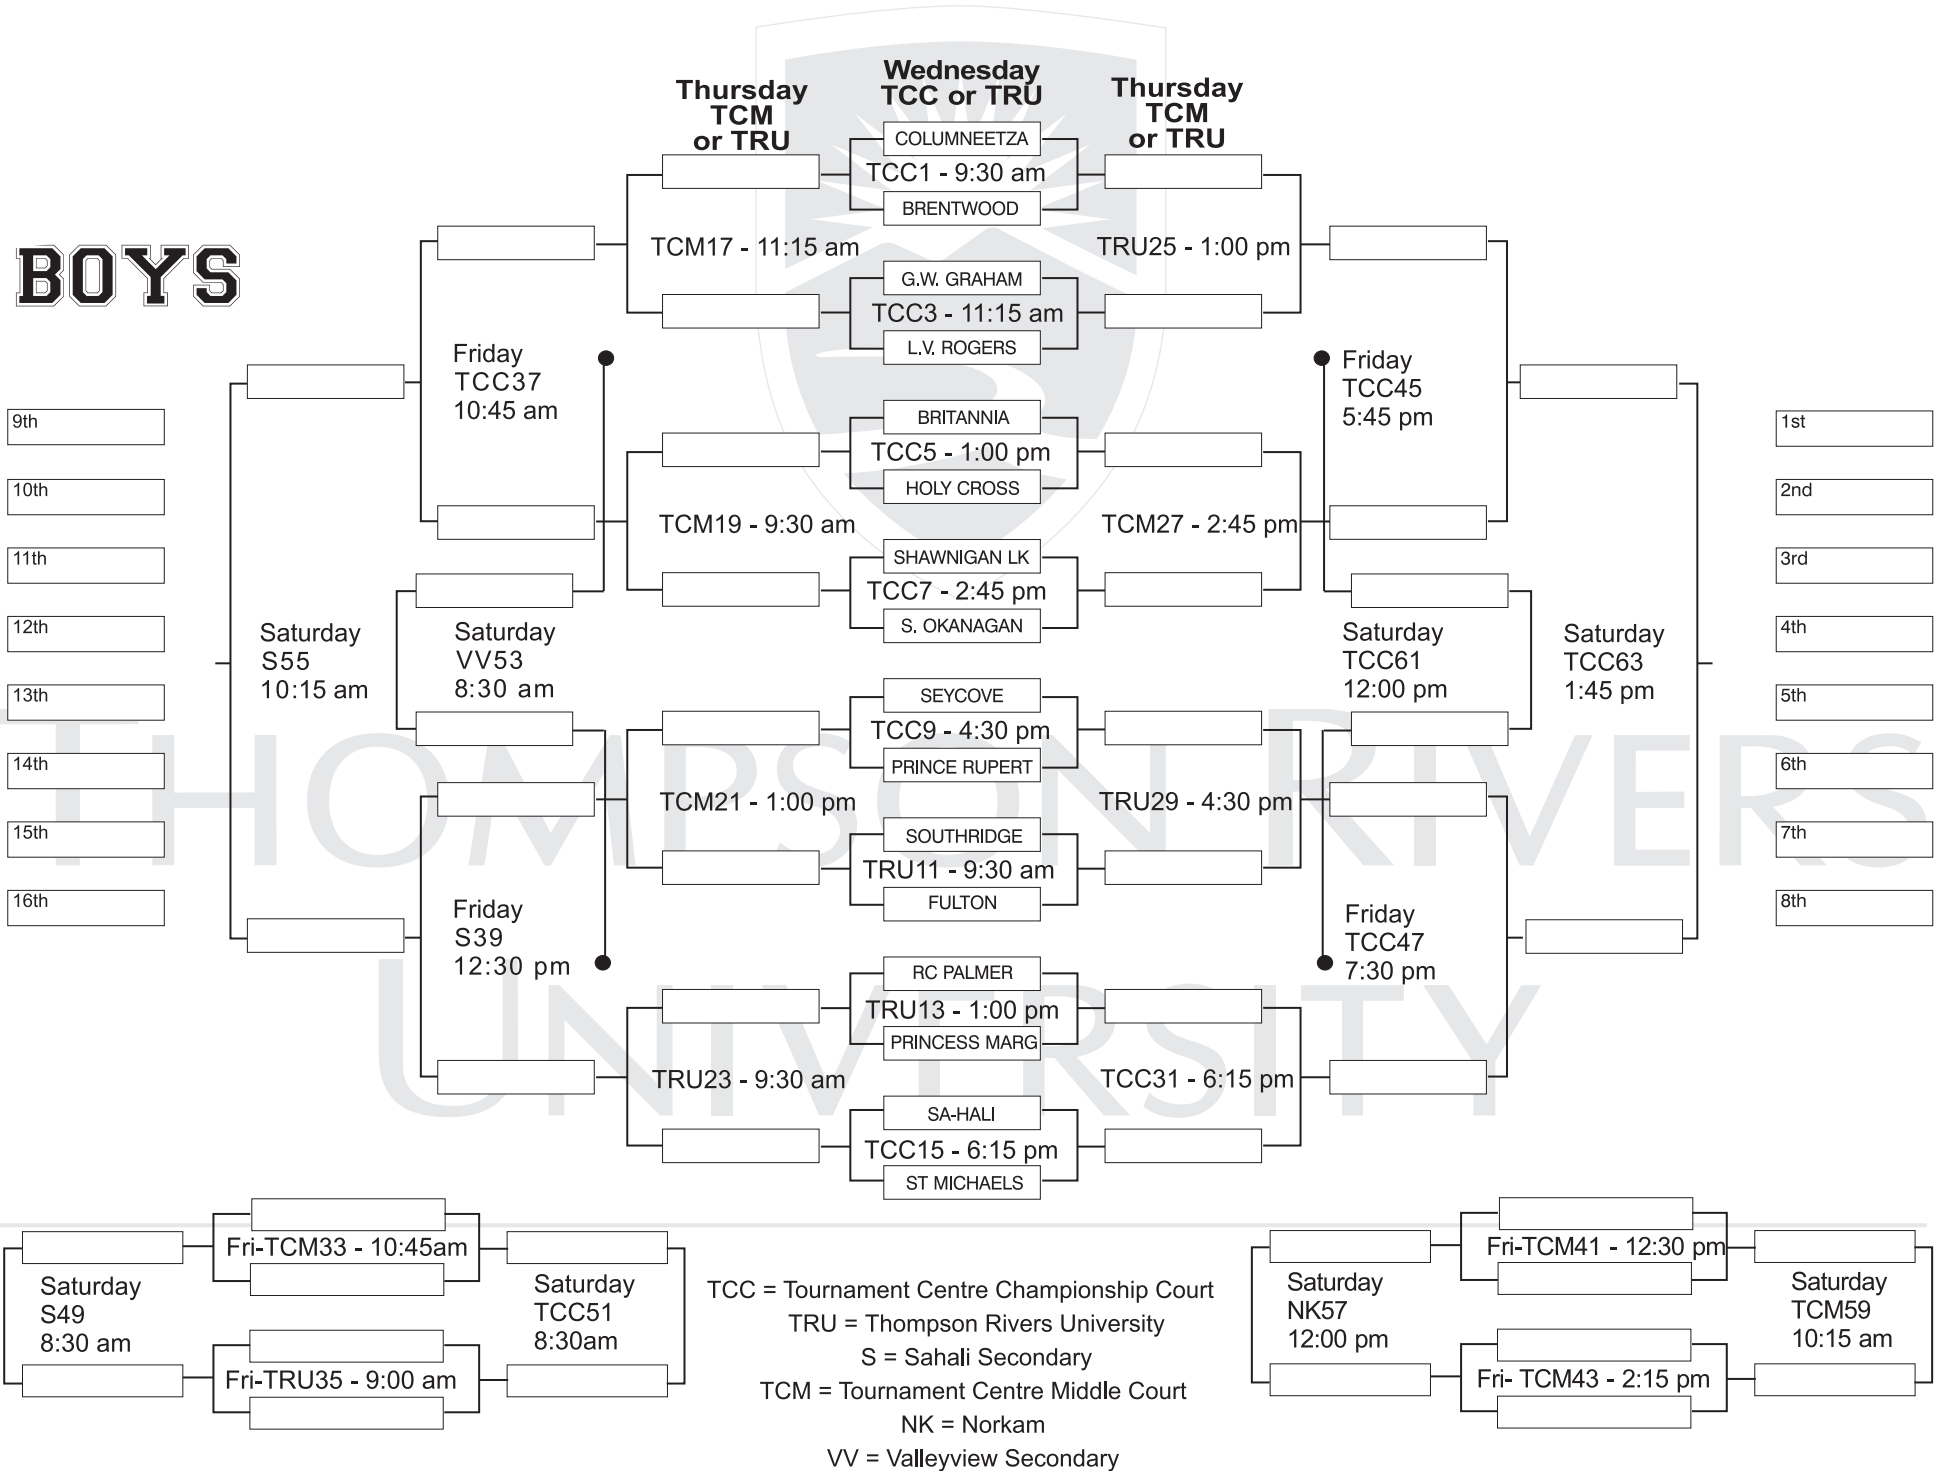 Wednesday
TCC or TRU
Thursday
TCM
or TRU
Thursday
TCM
or TRU
BOYS
COLUMNEETZA
TCC1 - 9:30 am
BRENTWOOD
TCM17 - 11:15 am
TRU25 - 1:00 pm
G.W. GRAHAM
TCC3 - 11:15 am
L.V. ROGERS
Friday
TCC37
10:45 am
Friday
TCC45
5:45 pm
BRITANNIA
TCC5 - 1:00 pm
HOLY CROSS
TCM19 - 9:30 am
TCM27 - 2:45 pm
SHAWNIGAN LK
TCC7 - 2:45 pm
S. OKANAGAN
9th
10th
11th
12th
13th
14th
15th
16th
Saturday
S55
10:15 am
Saturday
VV53
8:30 am
Saturday
TCC61
12:00 pm
Saturday
TCC63
1:45 pm
1st
2nd
3rd
4th
5th
6th
7th
8th
SEYCOVE
TCC9 - 4:30 pm
PRINCE RUPERT
TCM21 - 1:00 pm
TRU29 - 4:30 pm
SOUTHRIDGE
TRU11 - 9:30 am
FULTON
Friday
S39
12:30 pm
Friday
TCC47
7:30 pm
RC PALMER
TRU13 - 1:00 pm
PRINCESS MARG
TRU23 - 9:30 am
TCC31 - 6:15 pm
SA-HALI
TCC15 - 6:15 pm
ST MICHAELS
THOMPSON RIVERS
UNIVERSITY
Fri-TCM33 - 10:45am
Saturday
S49
8:30 am
Saturday
TCC51
8:30am
Fri-TRU35 - 9:00 am
TCC = Tournament Centre Championship Court
TRU = Thompson Rivers University
S = Sahali Secondary
TCM = Tournament Centre Middle Court
NK = Norkam
VV = Valleyview Secondary
Fri-TCM41 - 12:30 pm
Saturday
NK57
12:00 pm
Saturday
TCM59
10:15 am
Fri- TCM43 - 2:15 pm